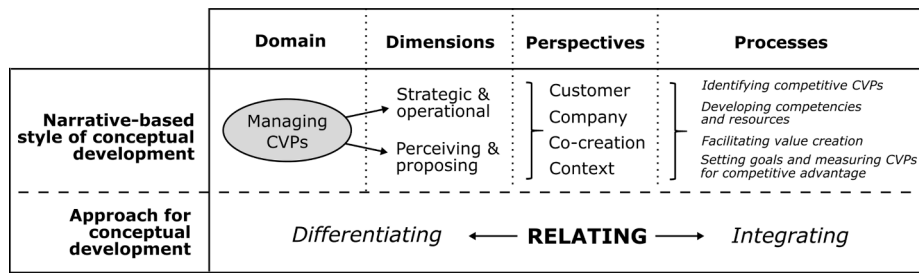 Domain
Dimensions
Perspectives
Processes
Narrative-based
style of conceptual
development
Managing
CVPs
Strategic &
operational
Perceiving &
proposing
Customer
Company
Co-creation
Context
Identifying competitive CVPs
Developing competencies
and resources
Facilitating value creation
Setting goals and measuring CVPs
for competitive advantage
Approach for
conceptual
development
Differentiating
RELATING
Integrating